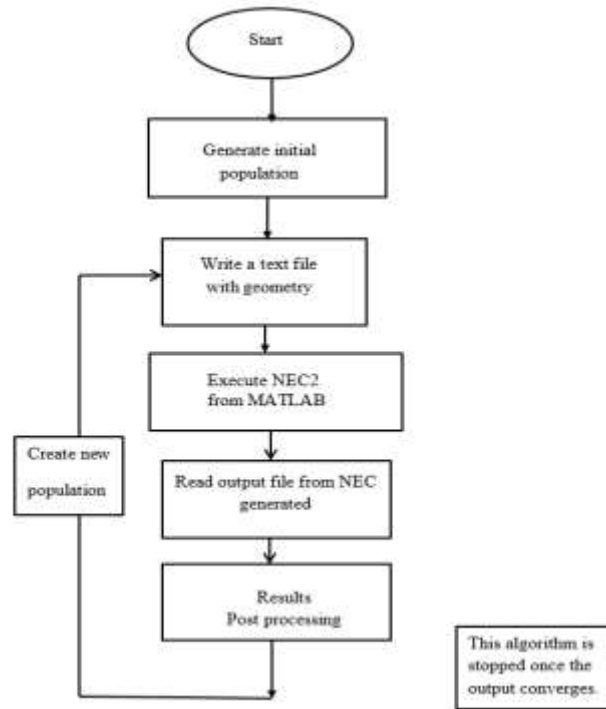 Start
Generate initial
population
Write a text file
with geometry
Execute NEC2
from MATLAB
Create new
population
Read output file from NEC
generated
Results
Post processing
This algorithm is
stopped once the
output converges.